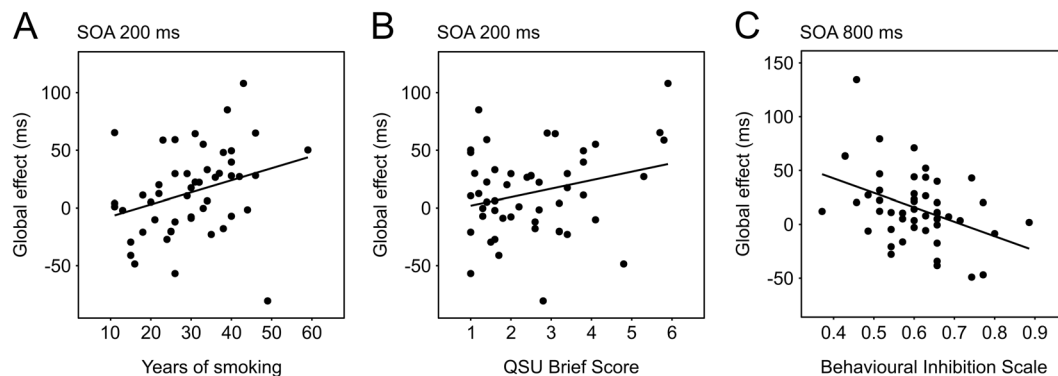 A
SOA 200 ms
Global effect (ms)
100
50
0
-50
10 20 30 40 50 60
Years of smoking
B
SOA 200 ms
Global effect (ms)
100
50
0
-50
1 2 3 4 5 6
QSU Brief Score
C
SOA 800 ms
Global effect (ms)
150
100
50
0
-50
0.4 0.5 0.6 0.7 0.8 0.9
Behavioural Inhibition Scale